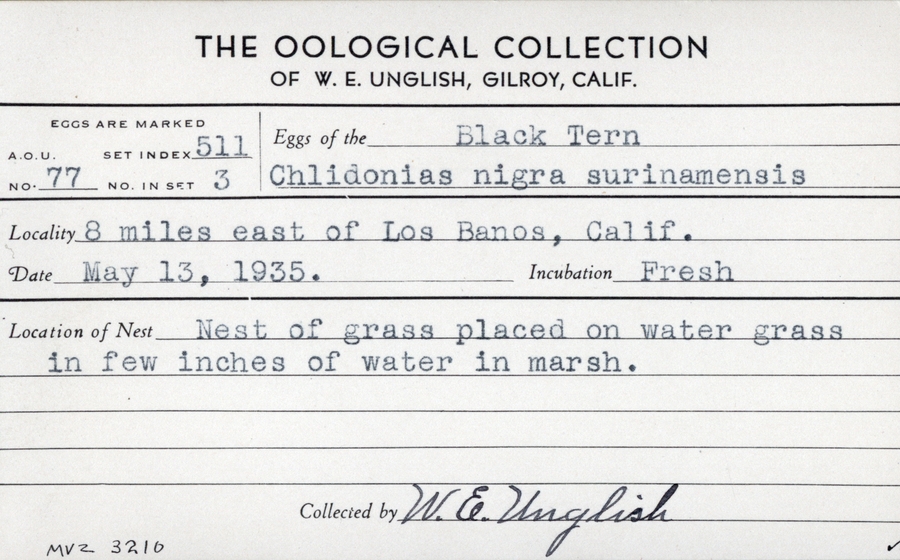 THE OOLOGICAL COLLECTION
OF W. E. UNGLISH, GILROY, CALIF.
EGGS ARE MARKED
A.O.U. SET INDEX 511
NO. 77 NO. IN SET 3
Eggs of the Black Tern
Chlidonias nigra surinamensis
Locality 8 miles east of Los Banos, Calif.
Date May 13, 1935. Incubation Fresh
Location of Nest Nest of grass placed on water grass
in few inches of water in marsh.
Collected by W. E. Unglish
MVZ 3210